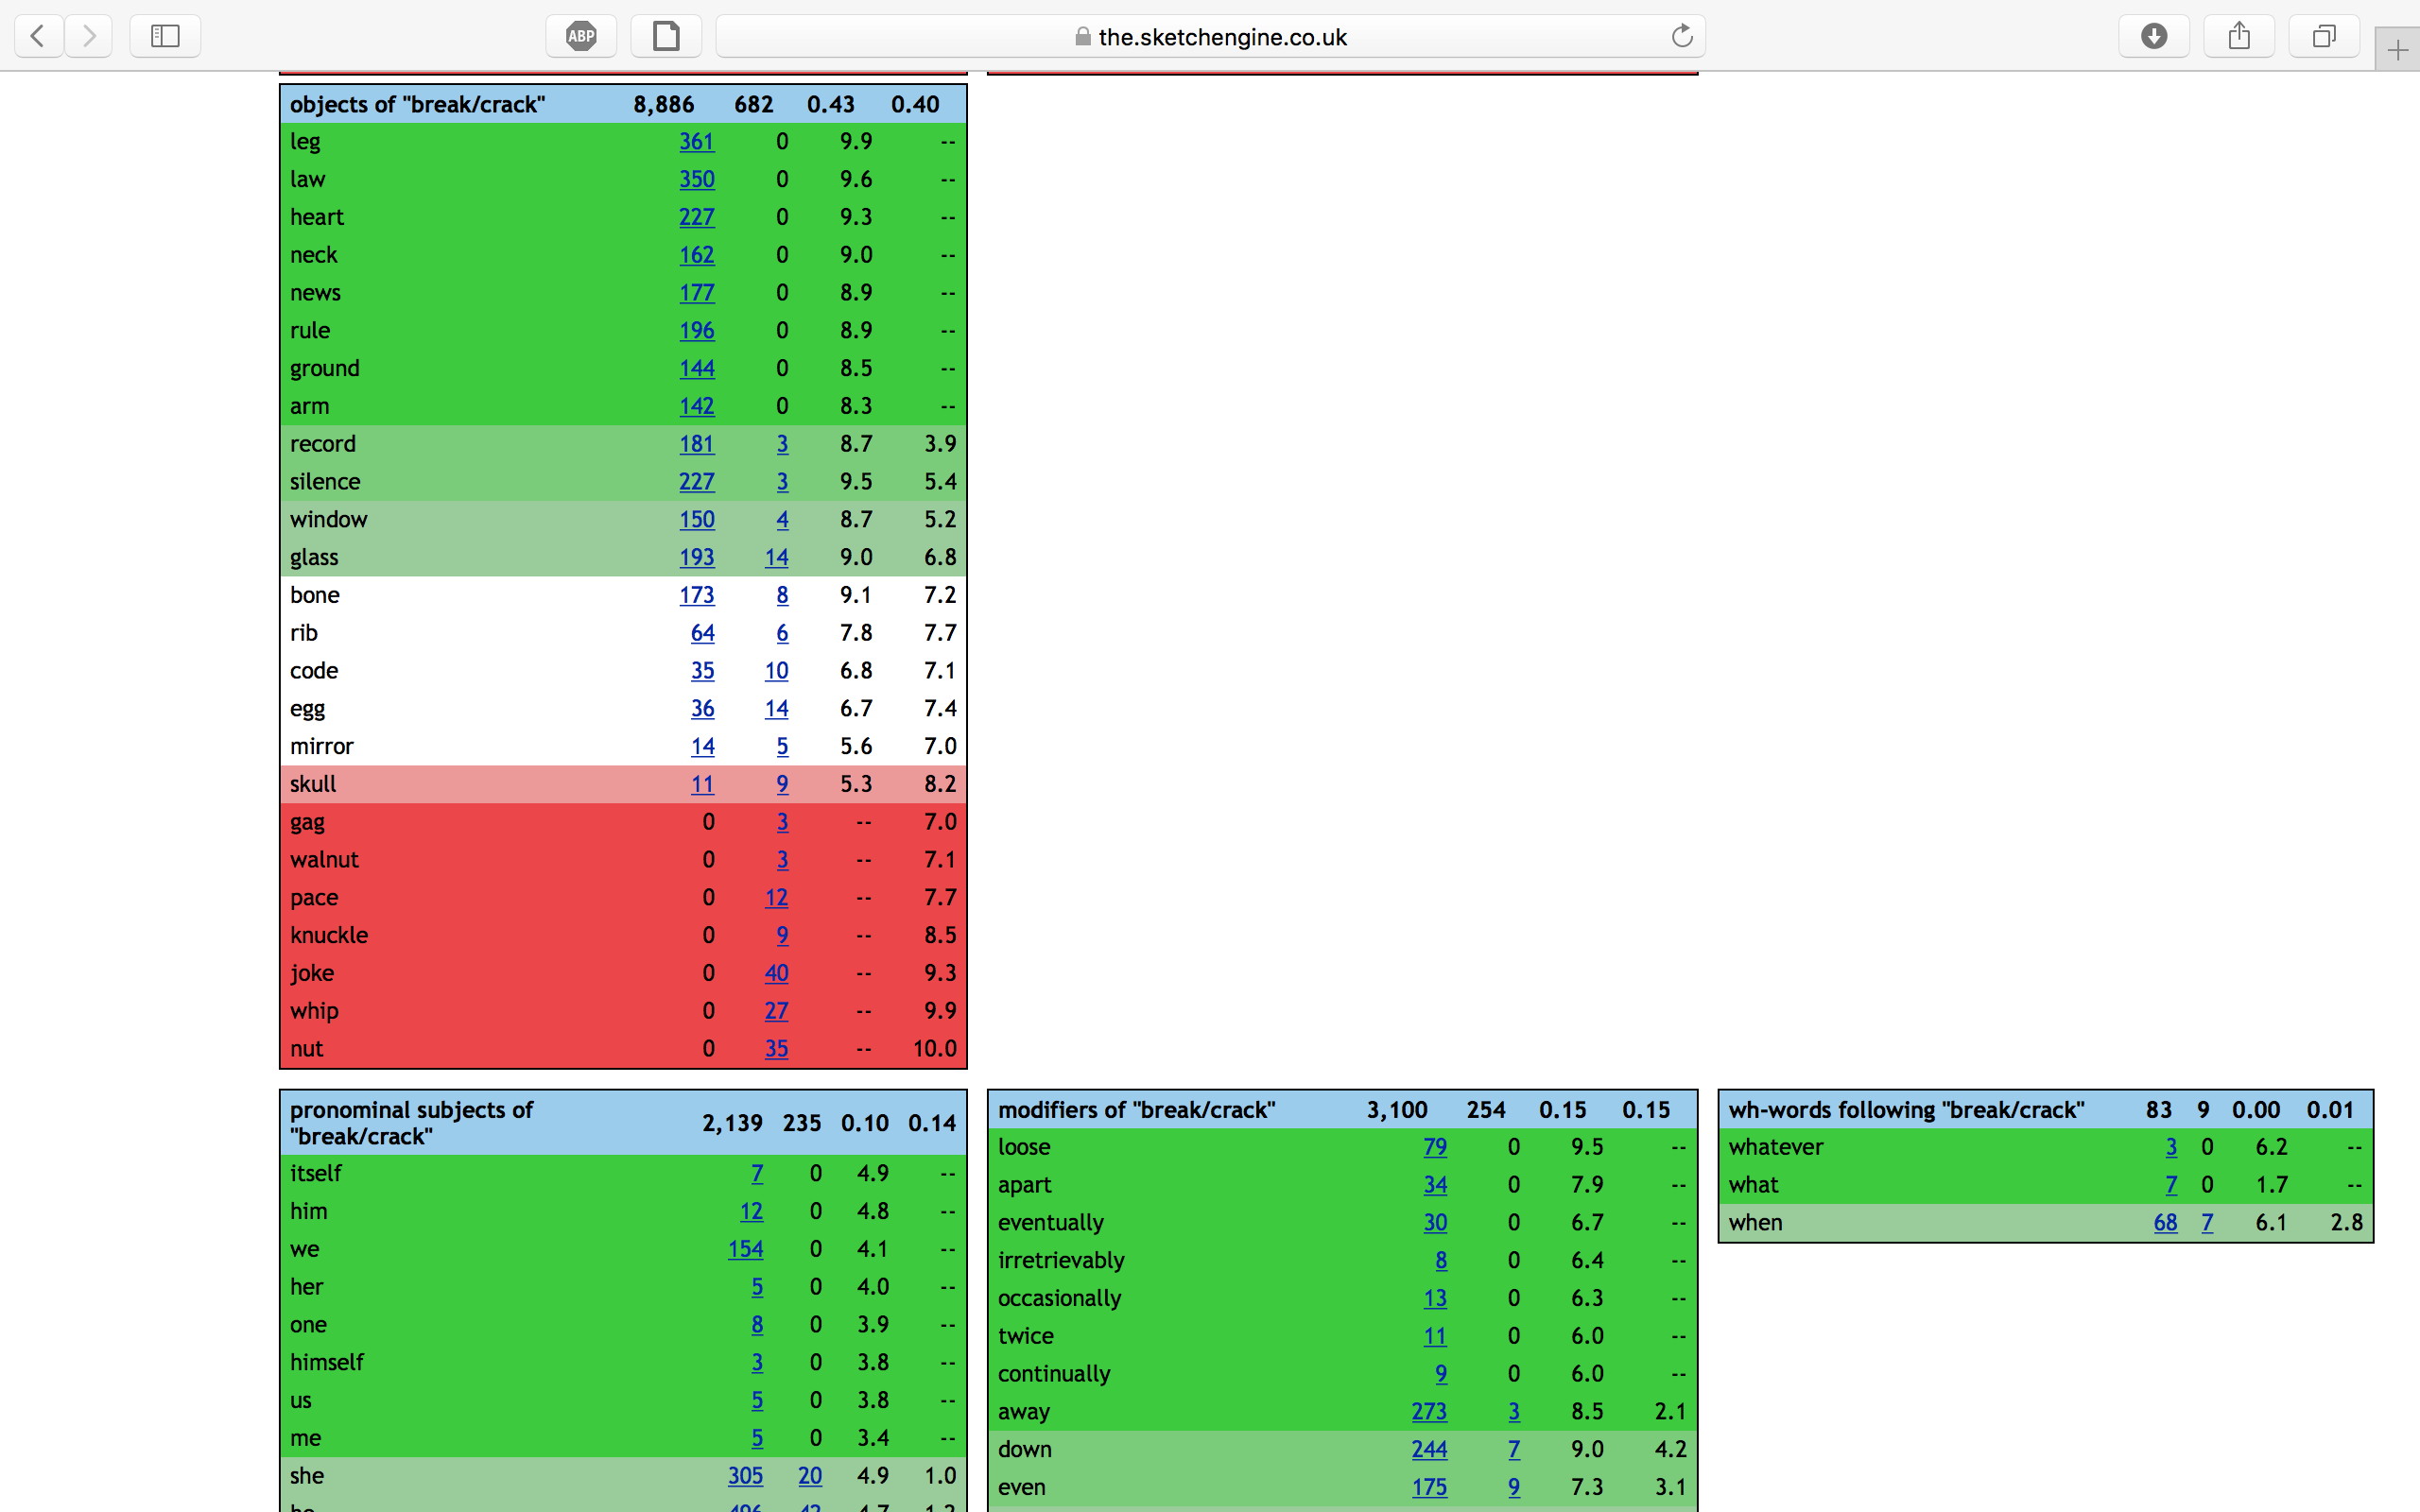 ABP
the.sketchengine.co.uk
objects of "break/crack" 8,886 682 0.43 0.40
leg 361 0 9.9 --
law 350 0 9.6 --
heart 227 0 9.3 --
neck 162 0 9.0 --
news 177 0 8.9 --
rule 196 0 8.9 --
ground 144 0 8.5 --
arm 142 0 8.3 --
record 181 3 8.7 3.9
silence 227 3 9.5 5.4
window 150 4 8.7 5.2
glass 193 14 9.0 6.8
bone 173 8 9.1 7.2
rib 64 6 7.8 7.7
code 35 10 6.8 7.1
egg 36 14 6.7 7.4
mirror 14 5 5.6 7.0
skull 11 9 5.3 8.2
gag 0 3 -- 7.0
walnut 0 3 -- 7.1
pace 0 12 -- 7.7
knuckle 0 9 -- 8.5
joke 0 40 -- 9.3
whip 0 27 -- 9.9
nut 0 35 -- 10.0
pronominal subjects of
"break/crack" 2,139 235 0.10 0.14
itself 7 0 4.9 --
him 12 0 4.8 --
we 154 0 4.1 --
her 5 0 4.0 --
one 8 0 3.9 --
himself 3 0 3.8 --
us 5 0 3.8 --
me 5 0 3.4 --
she 305 20 4.9 1.0
modifiers of "break/crack" 3,100 254 0.15 0.15
loose 79 0 9.5 --
apart 34 0 7.9 --
eventually 30 0 6.7 --
irretrievably 8 0 6.4 --
occasionally 13 0 6.3 --
twice 11 0 6.0 --
continually 9 0 6.0 --
away 273 3 8.5 2.1
down 244 7 9.0 4.2
even 175 9 7.3 3.1
wh-words following "break/crack" 83 9 0.00 0.01
whatever 3 0 6.2 --
what 7 0 1.7 --
when 68 7 6.1 2.8